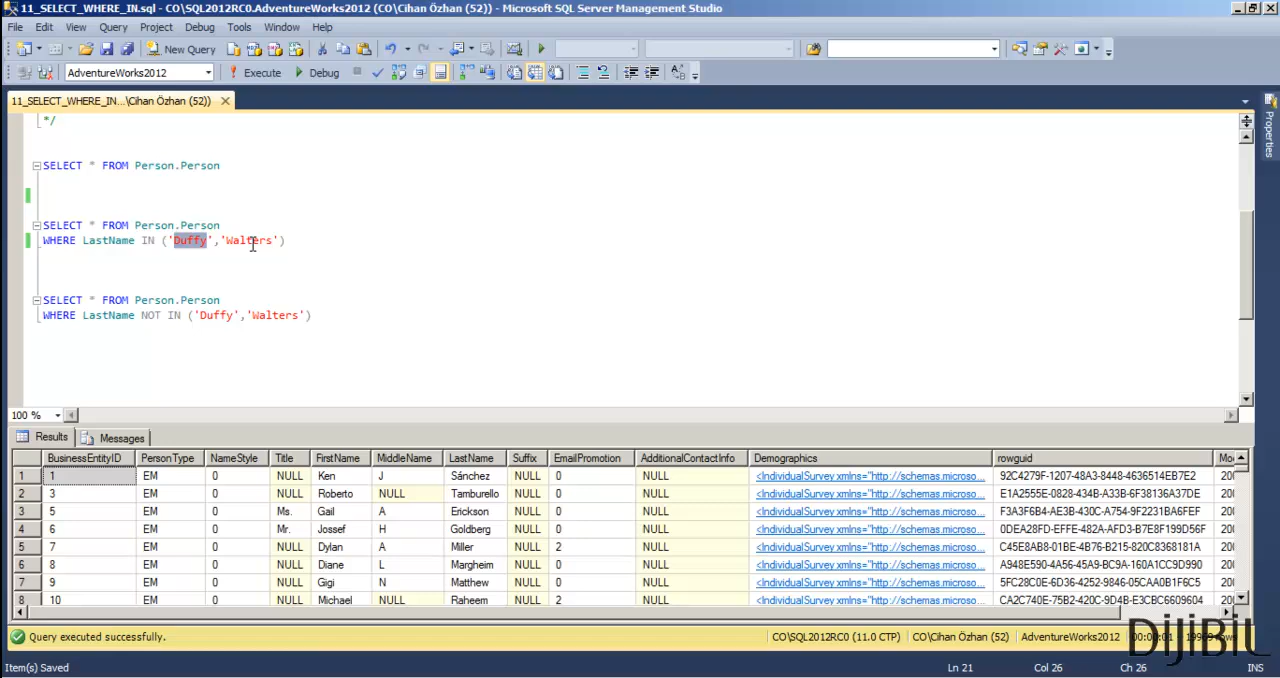 11_SELECT_WHERE_IN.sql - CO\SQL2012RC0.AdventureWorks2012 (CO\Cihan Özhan (52)) - Microsoft SQL Server Management Studio
File Edit View Query Project Debug Tools Window Help
New Query
AdventureWorks2012 Execute Debug
11_SELECT_WHERE_IN...\Cihan Özhan (52))
Properties
*/
SELECT * FROM Person.Person
SELECT * FROM Person.Person
WHERE LastName IN ('Duffy','Walters')
SELECT * FROM Person.Person
WHERE LastName NOT IN ('Duffy','Walters')
100 %
Results Messages
BusinessEntityID PersonType NameStyle Title FirstName MiddleName LastName Suffix EmailPromotion AdditionalContactInfo Demographics rowguid
1 1 EM 0 NULL Ken J Sánchez NULL 0 NULL <IndividualSurvey xmlns="http://schemas.microso... 92C4279F-1207-48A3-8448-4636514EB7E2
2 3 EM 0 NULL Roberto NULL Tamburello NULL 0 NULL <IndividualSurvey xmlns="http://schemas.microso... E1A2555E-0828-434B-A33B-6F38136A37DE
3 5 EM 0 Ms. Gail A Erickson NULL 0 NULL <IndividualSurvey xmlns="http://schemas.microso... F3A3F6B4-AE3B-430C-A754-9F2231BA6FEF
4 6 EM 0 Mr. Jossef H Goldberg NULL 0 NULL <IndividualSurvey xmlns="http://schemas.microso... 0DEA28FD-EFFE-482A-AFD3-B7E8F199D56F
5 7 EM 0 NULL Dylan A Miller NULL 2 NULL <IndividualSurvey xmlns="http://schemas.microso... C45E8AB8-01BE-4B76-B215-820C8368181A
6 8 EM 0 NULL Diane L Margheim NULL 0 NULL <IndividualSurvey xmlns="http://schemas.microso... A948E590-4A56-45A9-BC9A-160A1CC9D990
7 9 EM 0 NULL Gigi N Matthew NULL 0 NULL <IndividualSurvey xmlns="http://schemas.microso... 5FC28C0E-6D36-4252-9846-05CAA0B1F6C5
8 10 EM 0 NULL Michael NULL Raheem NULL 2 NULL <IndividualSurvey xmlns="http://schemas.microso... CA2C740E-75B2-420C-9D4B-E3CBC6609604
Query executed successfully. CO\SQL2012RC0 (11.0 CTP) CO\Cihan Özhan (52) AdventureWorks2012
DijiBil
Item(s) Saved Ln 21 Col 26 Ch 26 INS